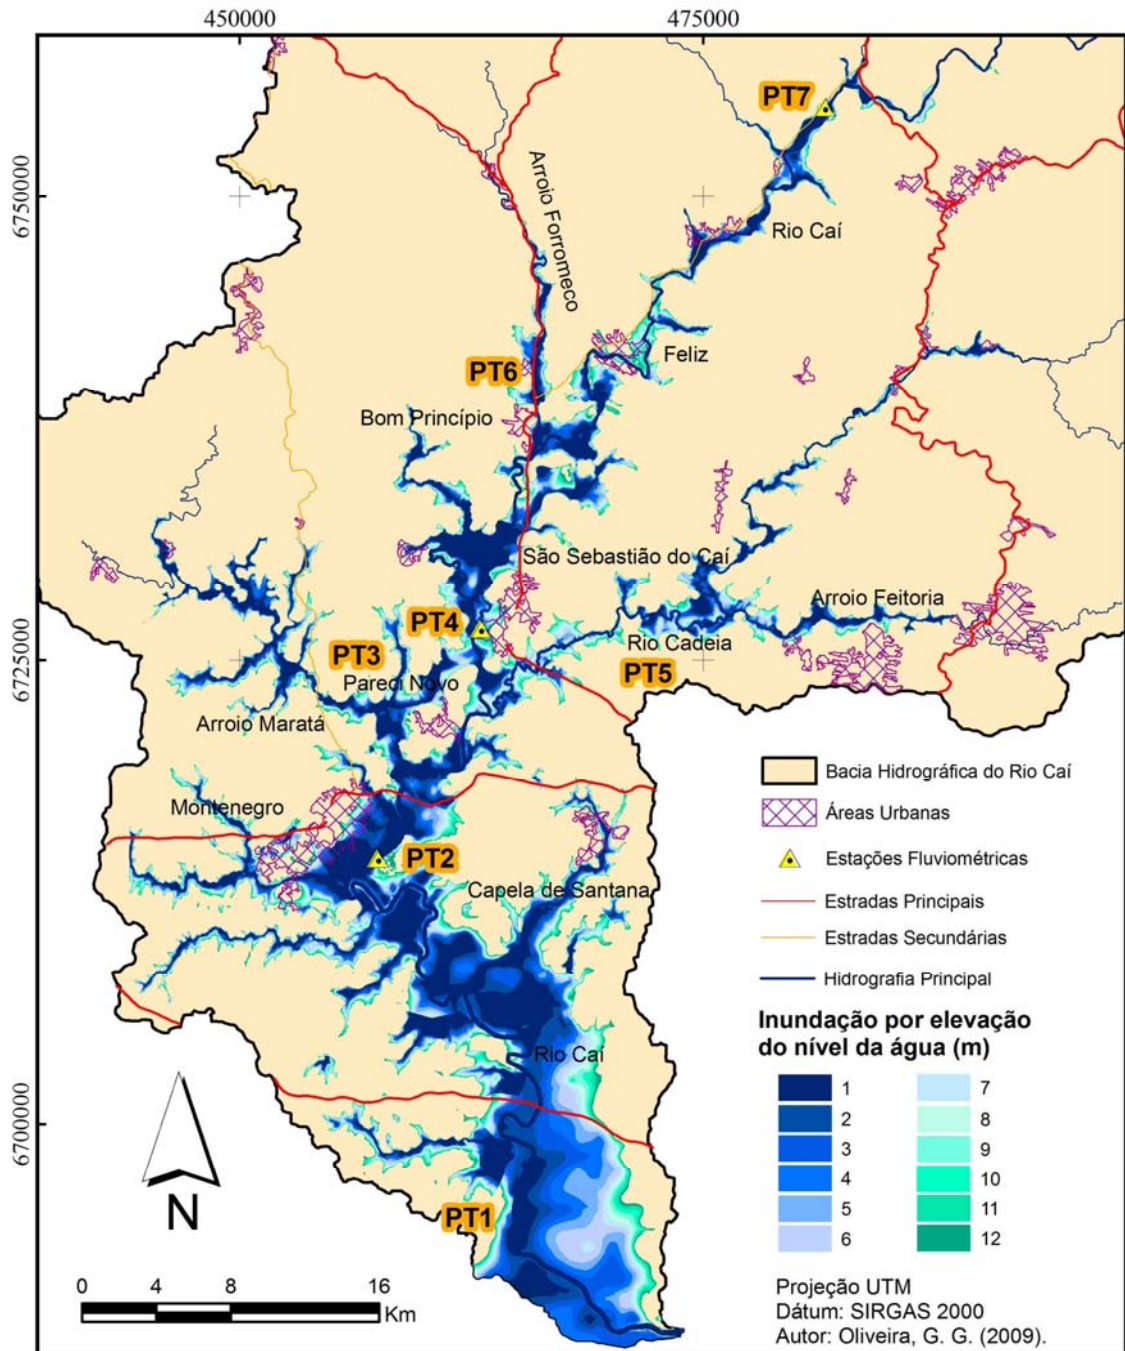 450000
475000
6750000
6725000
6700000
PT7
Arroio Forromeco
Rio Caí
Feliz
PT6
Bom Princípio
São Sebastião do Caí
Arroio Feitoria
PT4
Rio Cadeia
PT3
PT5
Pareci Novo
Arroio Maratá
Montenegro
PT2
Capela de Santana
Rio Caí
PT1
N
0 4 8 16
Km
Bacia Hidrográfica do Rio Caí
Áreas Urbanas
Estações Fluviométricas
Estradas Principais
Estradas Secundárias
Hidrografia Principal
Inundação por elevação
do nível da água (m)
1
2
3
4
5
6
7
8
9
10
11
12
Projeção UTM
Dátum: SIRGAS 2000
Autor: Oliveira, G. G. (2009).